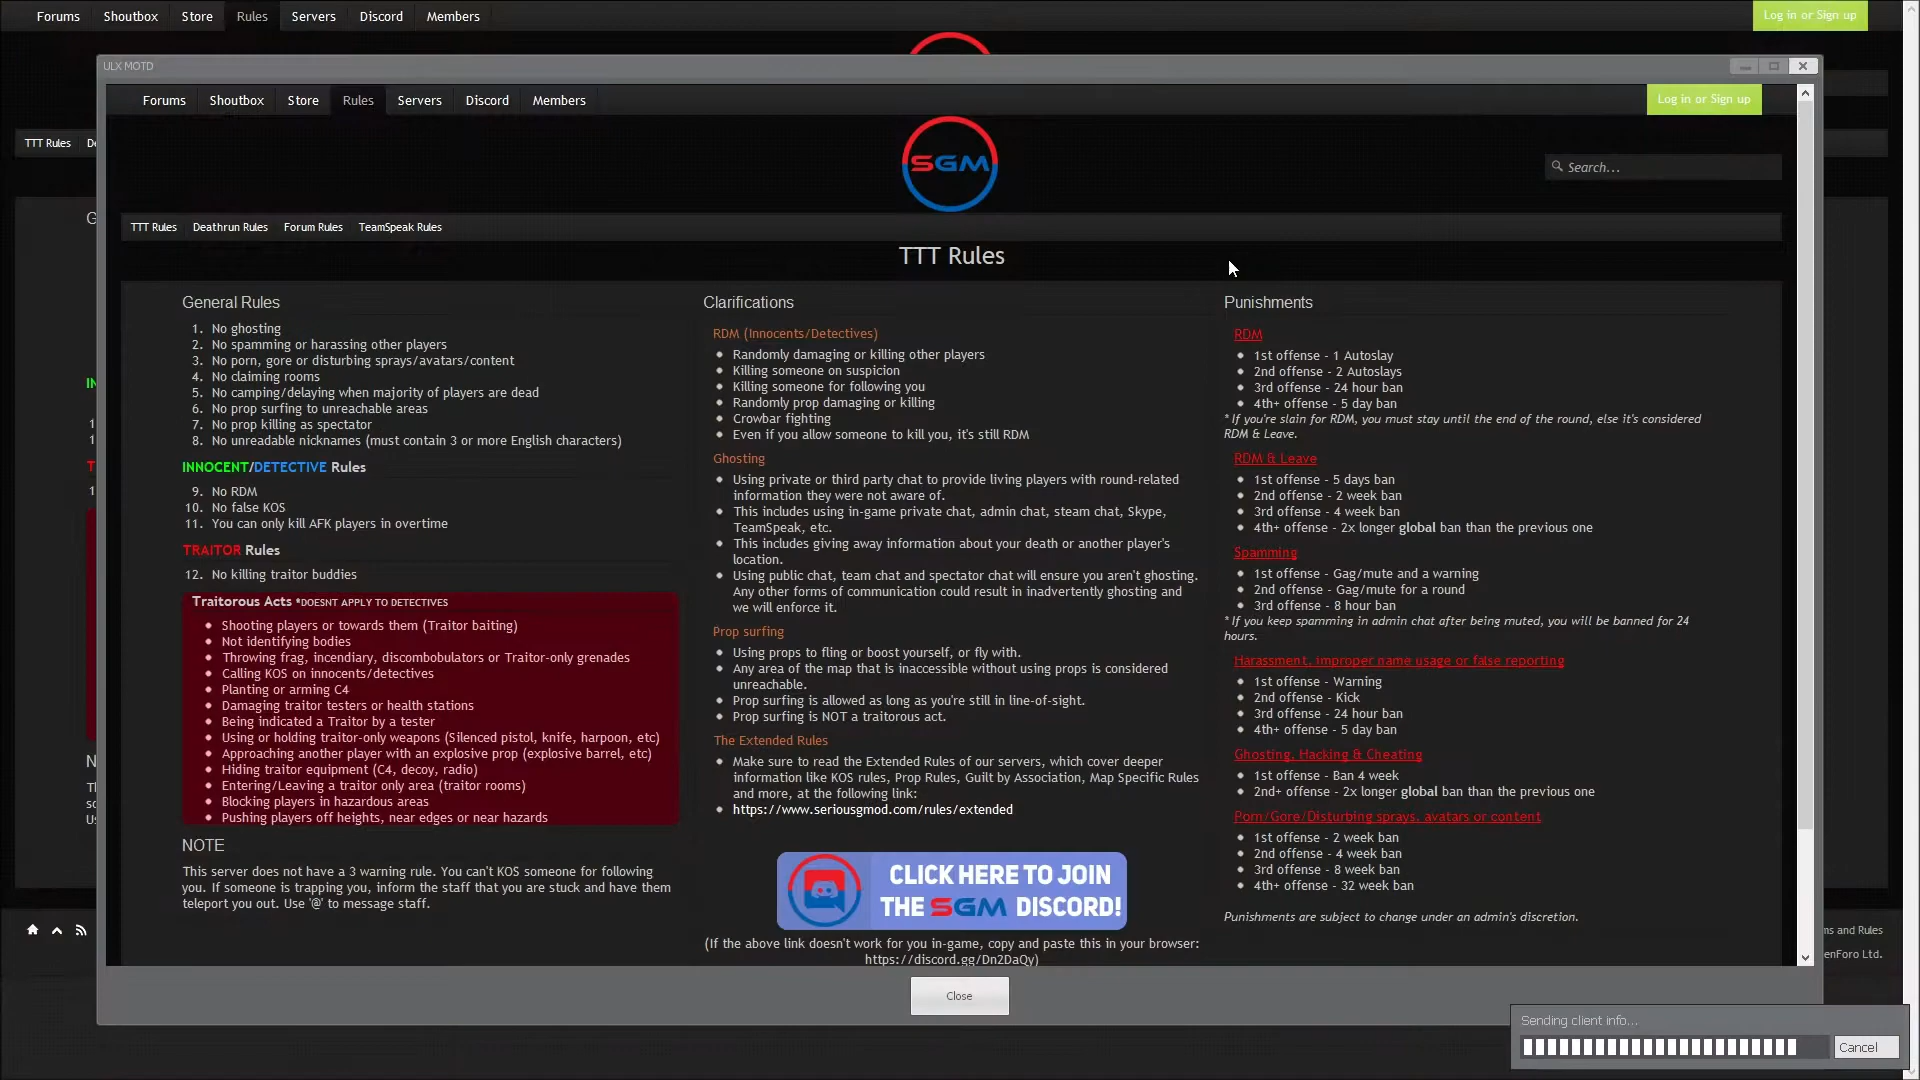 Forums Shoutbox Store Rules Servers Discord Members Log in or Sign up
ULX MOTD
Forums Shoutbox Store Rules Servers Discord Members Log in or Sign up
SGM
Search...
TTT Rules
TTT Rules Deathrun Rules Forum Rules TeamSpeak Rules
TTT Rules
General Rules
1. No ghosting
2. No spamming or harassing other players
3. No porn, gore or disturbing sprays/avatars/content
4. No claiming rooms
5. No camping/delaying when majority of players are dead
6. No prop surfing to unreachable areas
7. No prop killing as spectator
8. No unreadable nicknames (must contain 3 or more English characters)
INNOCENT/DETECTIVE Rules
9. No RDM
10. No false KOS
11. You can only kill AFK players in overtime
TRAITOR Rules
12. No killing traitor buddies
Traitorous Acts *DOESNT APPLY TO DETECTIVES
Shooting players or towards them (Traitor baiting)
Not identifying bodies
Throwing frag, incendiary, discombobulators or Traitor-only grenades
Calling KOS on innocents/detectives
Planting or arming C4
Damaging traitor testers or health stations
Being indicated a Traitor by a tester
Using or holding traitor-only weapons (Silenced pistol, knife, harpoon, etc)
Approaching another player with an explosive prop (explosive barrel, etc)
Hiding traitor equipment (C4, decoy, radio)
Entering/Leaving a traitor only area (traitor rooms)
Blocking players in hazardous areas
Pushing players off heights, near edges or near hazards
NOTE
This server does not have a 3 warning rule. You can't KOS someone for following
you. If someone is trapping you, inform the staff that you are stuck and have them
teleport you out. Use '@' to message staff.
Clarifications
RDM (Innocents/Detectives)
Randomly damaging or killing other players
Killing someone on suspicion
Killing someone for following you
Randomly prop damaging or killing
Crowbar fighting
Even if you allow someone to kill you, it's still RDM
Ghosting
Using private or third party chat to provide living players with round-related
information they were not aware of.
This includes using in-game private chat, admin chat, steam chat, Skype,
TeamSpeak, etc.
This includes giving away information about your death or another player's
location.
Using public chat, team chat and spectator chat will ensure you aren't ghosting.
Any other forms of communication could result in inadvertently ghosting and
we will enforce it.
Prop surfing
Using props to fling or boost yourself, or fly with.
Any area of the map that is inaccessible without using props is considered
unreachable.
Prop surfing is allowed as long as you're still in line-of-sight.
Prop surfing is NOT a traitorous act.
The Extended Rules
Make sure to read the Extended Rules of our servers, which cover deeper
information like KOS rules, Prop Rules, Guilt by Association, Map Specific Rules
and more, at the following link:
https://www.seriousgmod.com/rules/extended
CLICK HERE TO JOIN
THE SGM DISCORD!
(If the above link doesn't work for you in-game, copy and paste this in your browser:
https://discord.gg/Dn2DaQy)
Punishments
RDM
1st offense - 1 Autoslay
2nd offense - 2 Autoslays
3rd offense - 24 hour ban
4th+ offense - 5 day ban
* If you're slain for RDM, you must stay until the end of the round, else it's considered
RDM & Leave.
RDM & Leave
1st offense - 5 days ban
2nd offense - 2 week ban
3rd offense - 4 week ban
4th+ offense - 2x longer global ban than the previous one
Spamming
1st offense - Gag/mute and a warning
2nd offense - Gag/mute for a round
3rd offense - 8 hour ban
* If you keep spamming in admin chat after being muted, you will be banned for 24
hours.
Harassment, improper name usage or false reporting
1st offense - Warning
2nd offense - Kick
3rd offense - 24 hour ban
4th+ offense - 5 day ban
Ghosting, Hacking & Cheating
1st offense - Ban 4 week
2nd+ offense - 2x longer global ban than the previous one
Porn/Gore/Disturbing sprays, avatars or content
1st offense - 2 week ban
2nd offense - 4 week ban
3rd offense - 8 week ban
4th+ offense - 32 week ban
Punishments are subject to change under an admin's discretion.
and Rules
Ltd.
Close
Sending client info...
Cancel